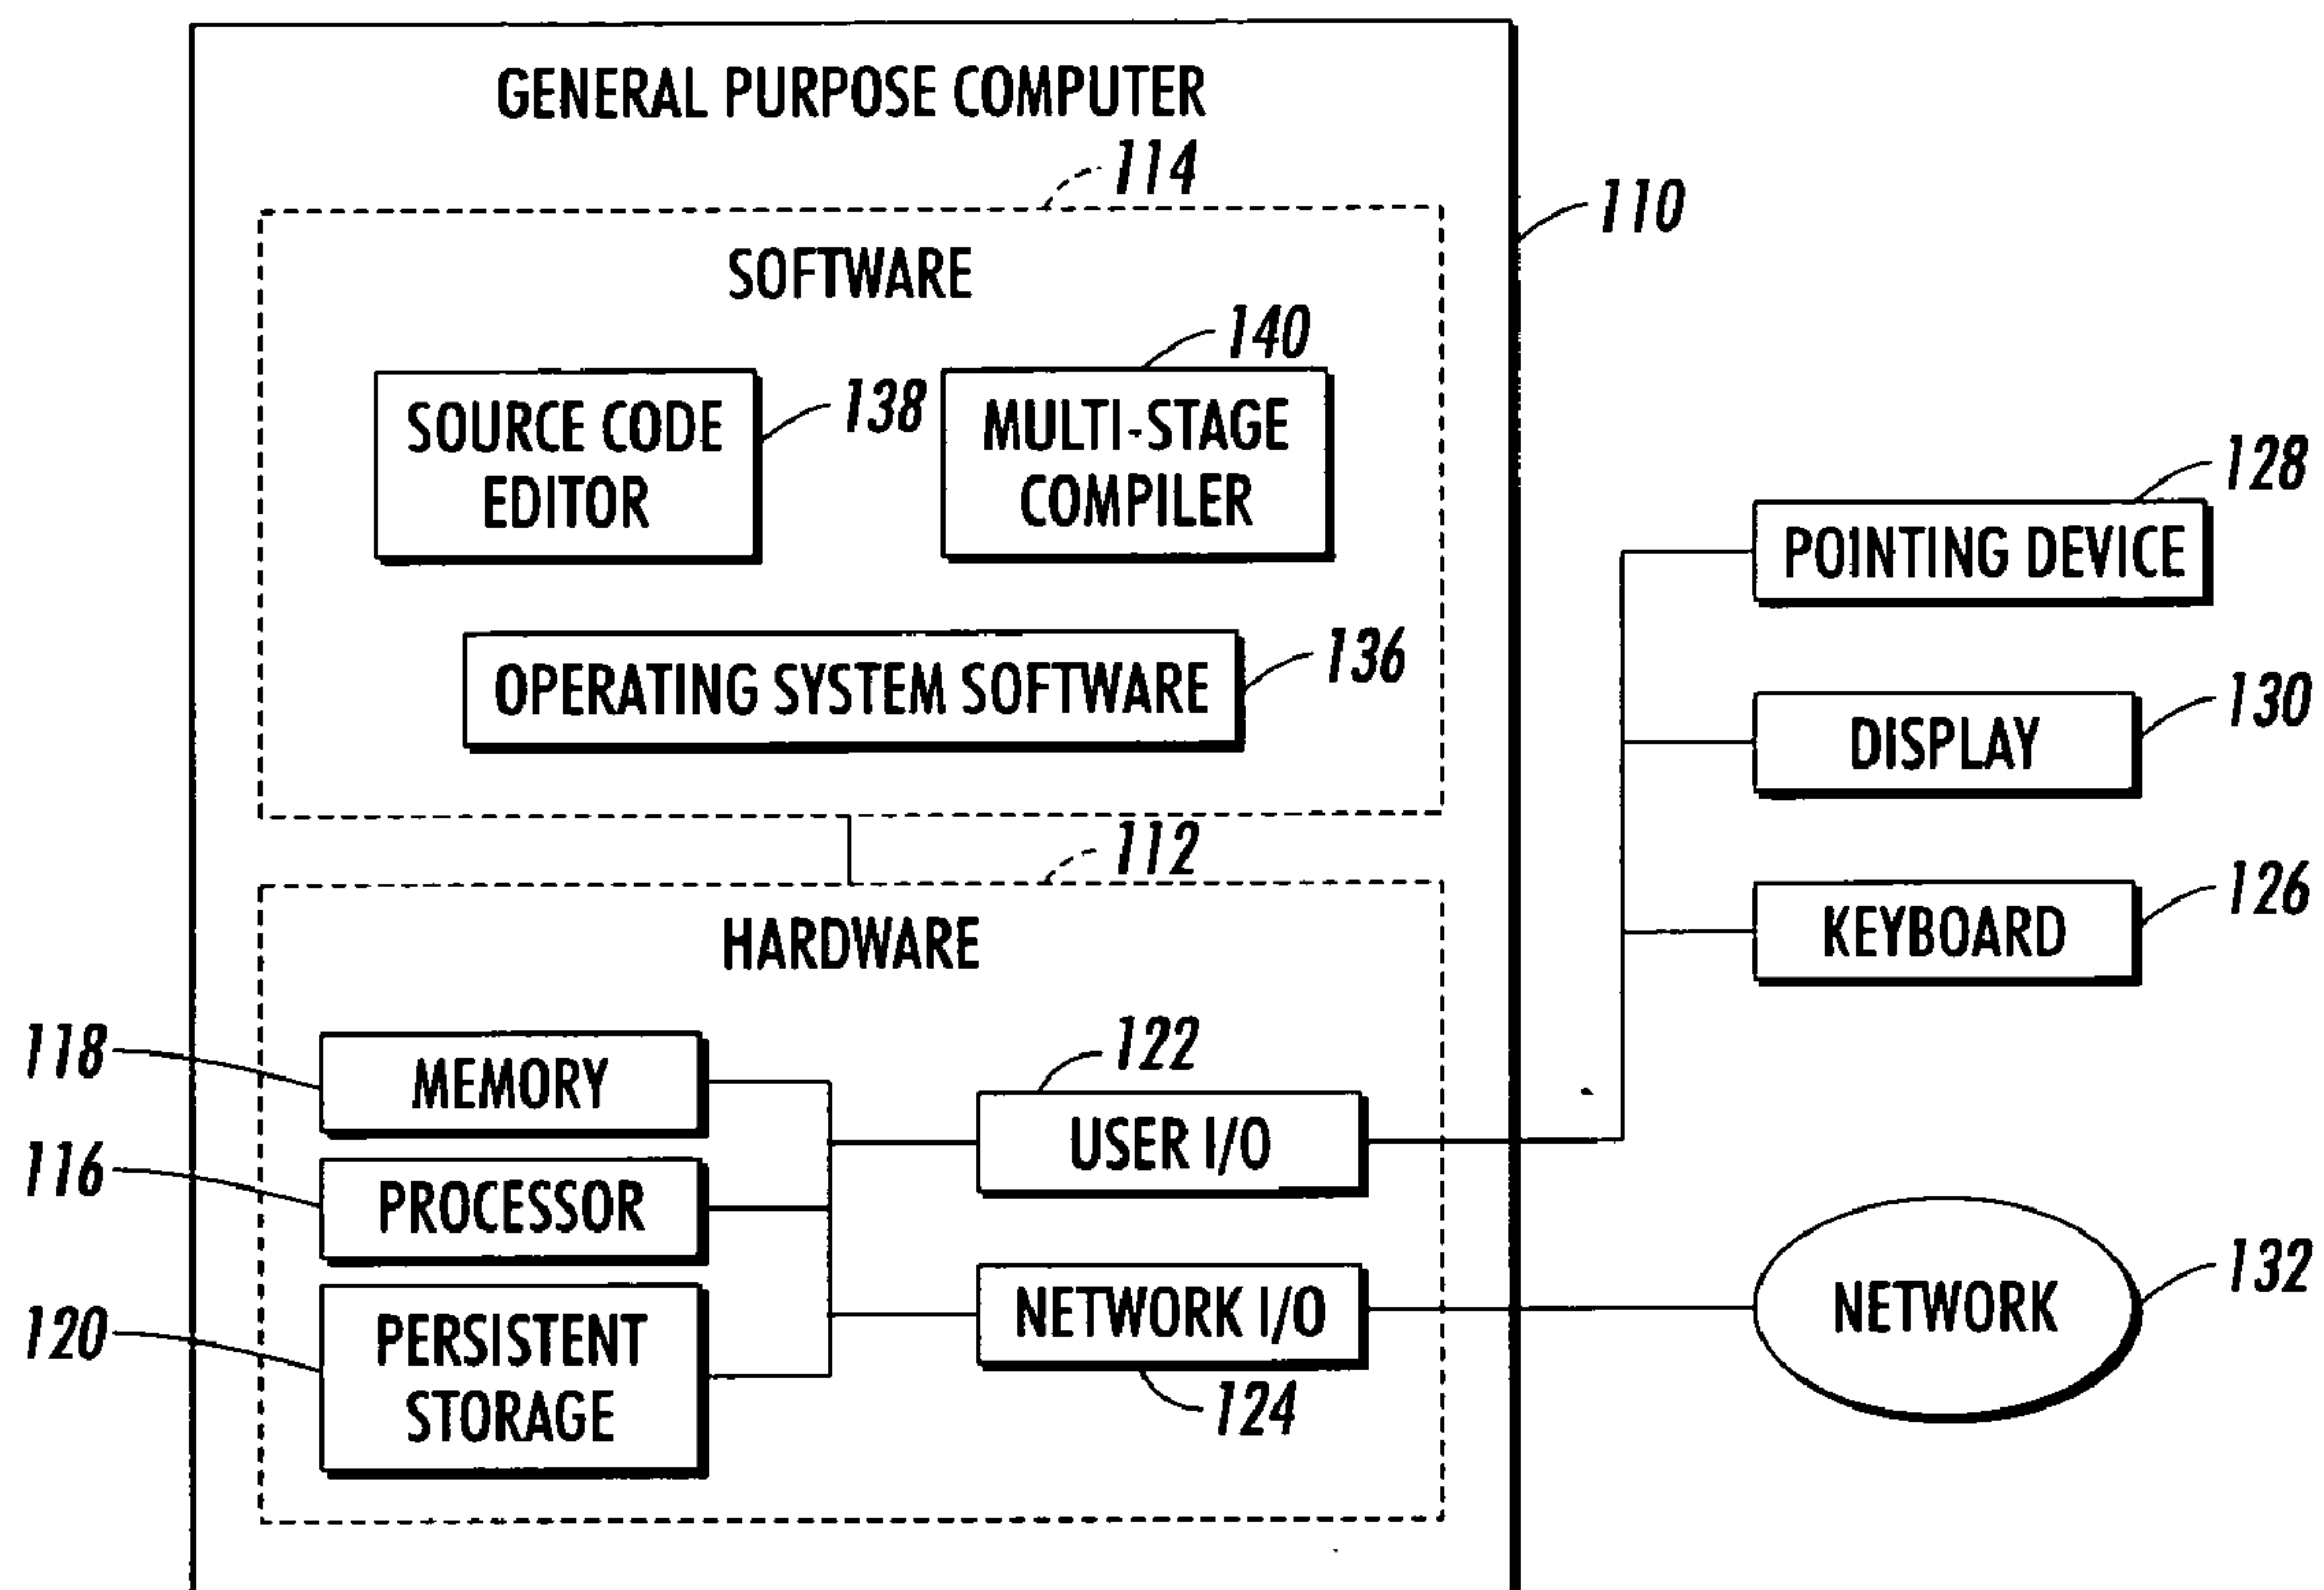 GENERAL PURPOSE COMPUTER
114
110
SOFTWARE
140
138
SOURCE CODE
EDITOR
MULTI-STAGE
COMPILER
128
POINTING DEVICE
136
OPERATING SYSTEM SOFTWARE
130
DISPLAY
112
126
KEYBOARD
HARDWARE
118
MEMORY
122
USER I/O
116
PROCESSOR
132
NETWORK
NETWORK I/O
120
PERSISTENT
STORAGE
124